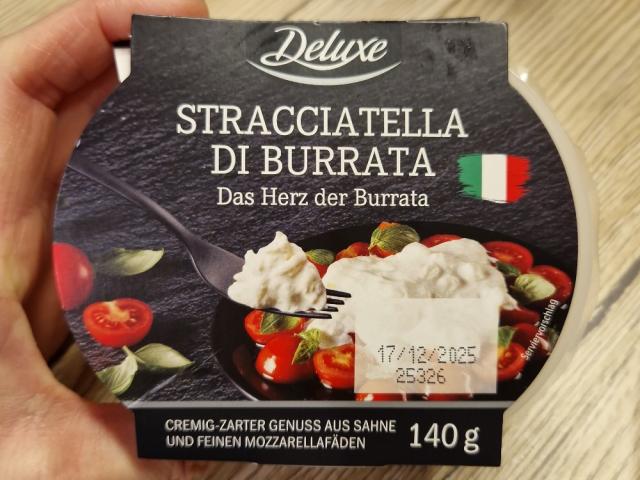 Deluxe
STRACCIATELLA
DI BURRATA
Das Herz der Burrata
17/12/2025
25326
Serviervorschlag
CREMIG-ZARTER GENUSS AUS SAHNE
UND FEINEN MOZZARELLAFÄDEN
140 g